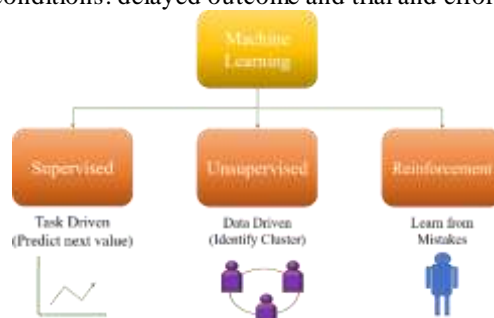 conditions: delayed outcome and trial and error
Machine
Learning
Supervised
Unsupervised
Reinforcement
Task Driven
(Predict next value)
Data Driven
(Identify Cluster)
Learn from
Mistakes